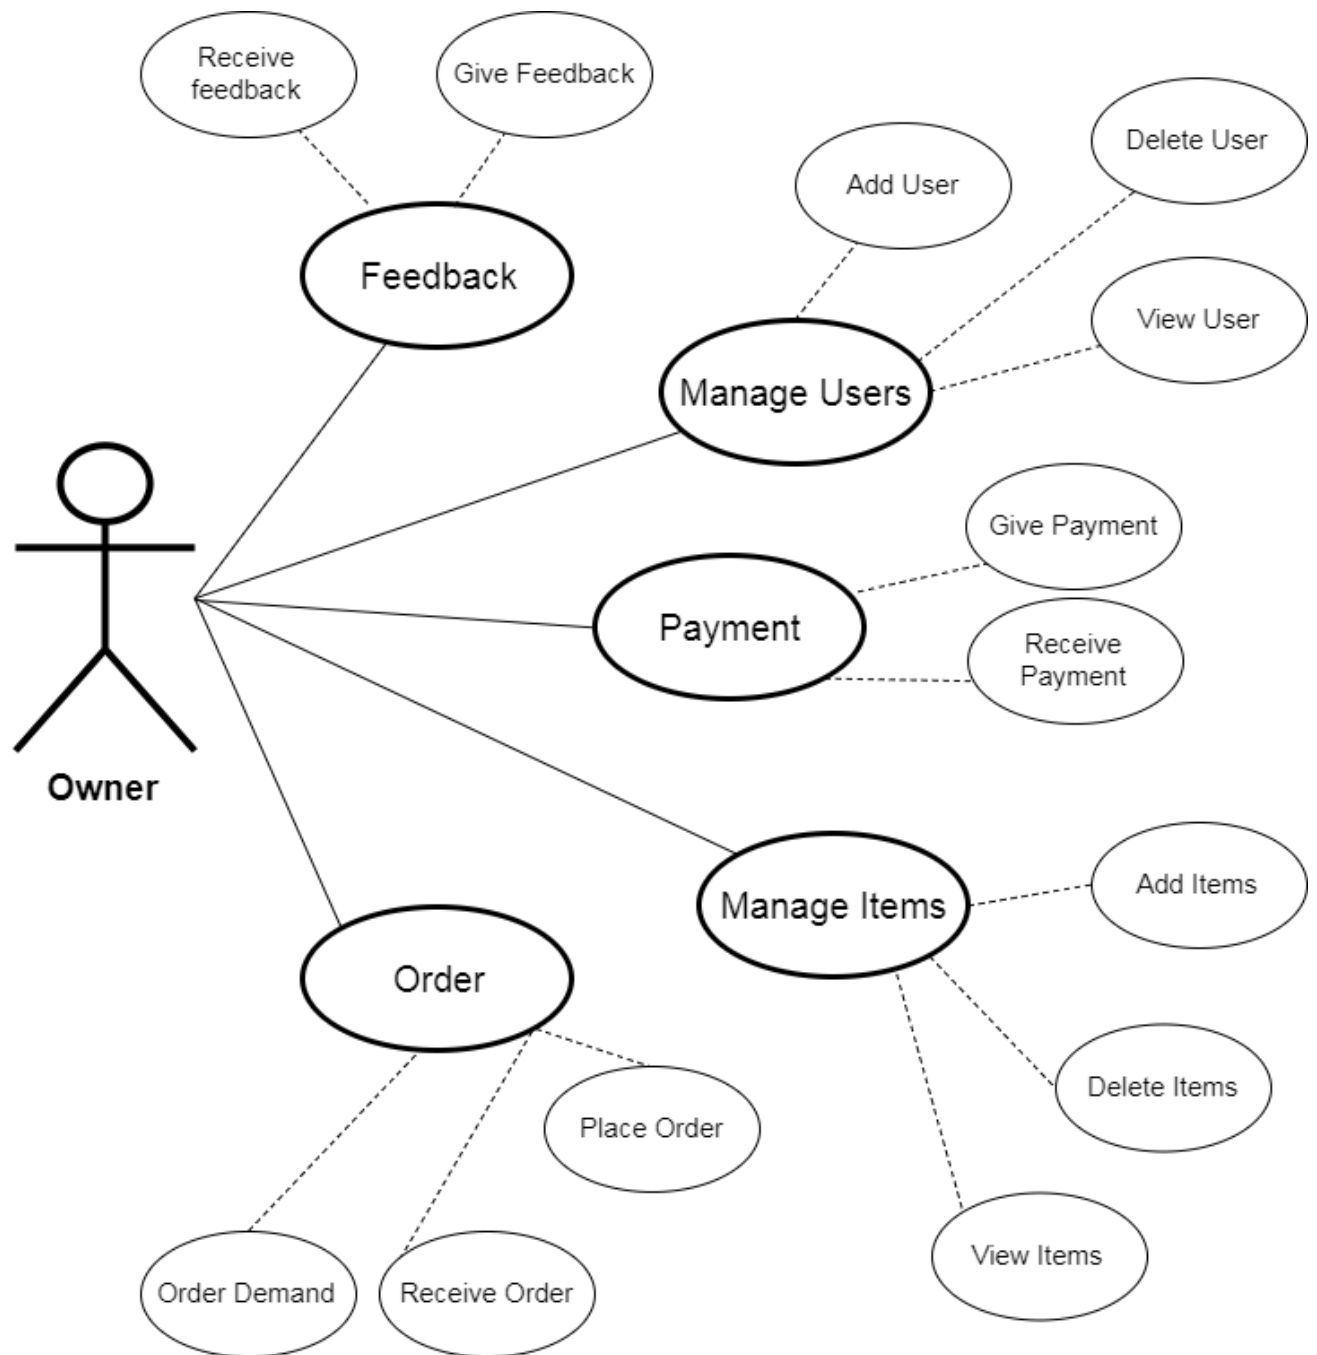 Receive
feedback
Give Feedback
Delete User
Add User
Feedback
View User
Manage Users
Give Payment
Payment
Receive
Payment
Owner
Add Items
Manage Items
Order
Delete Items
Place Order
View Items
Order Demand
Receive Order